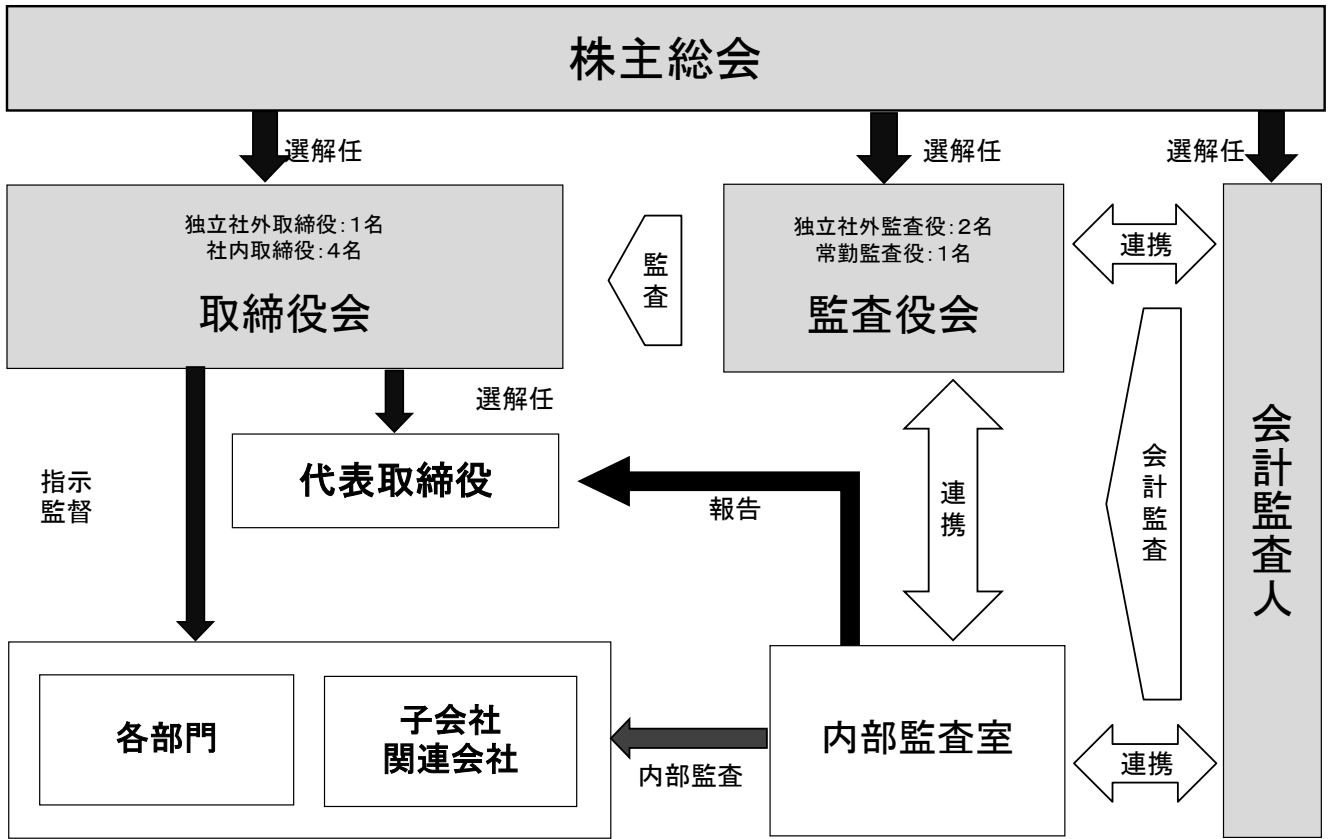 株主総会
選解任
選解任
選解任
独立社外取締役:1名
社内取締役:4名
取締役会
監査
独立社外監査役:2名
常勤監査役:1名
監査役会
連携
会計監査人
選解任
指示
監督
代表取締役
報告
連携
会計監査
各部門
子会社
関連会社
内部監査
内部監査室
連携